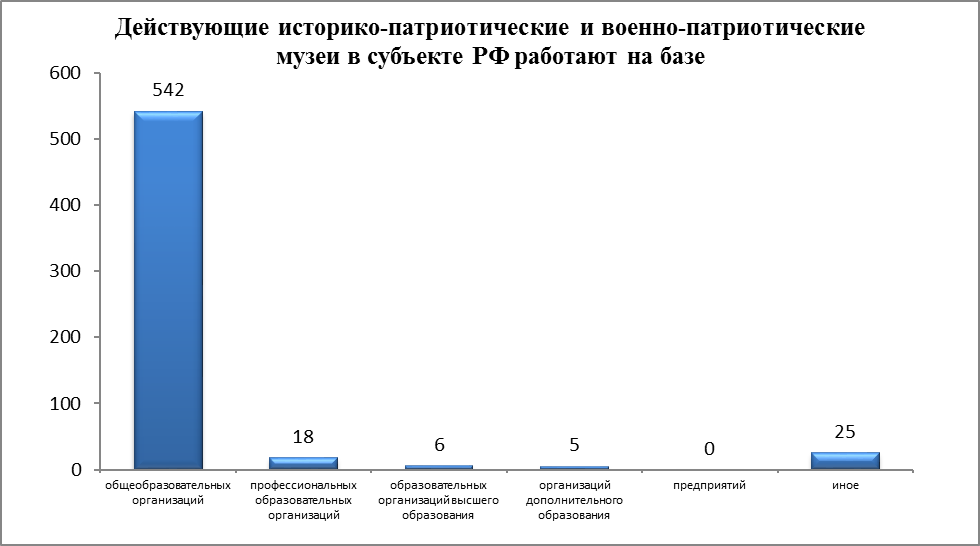 Действующие историко-патриотические и военно-патриотические
музеи в субъекте РФ работают на базе
600
500
400
300
200
100
0
542
18
6
5
0
25
общеобразовательных
организаций
профессиональных
образовательных
организаций
образовательных
организаций высшего
образования
организаций
дополнительного
образования
предприятий
иное